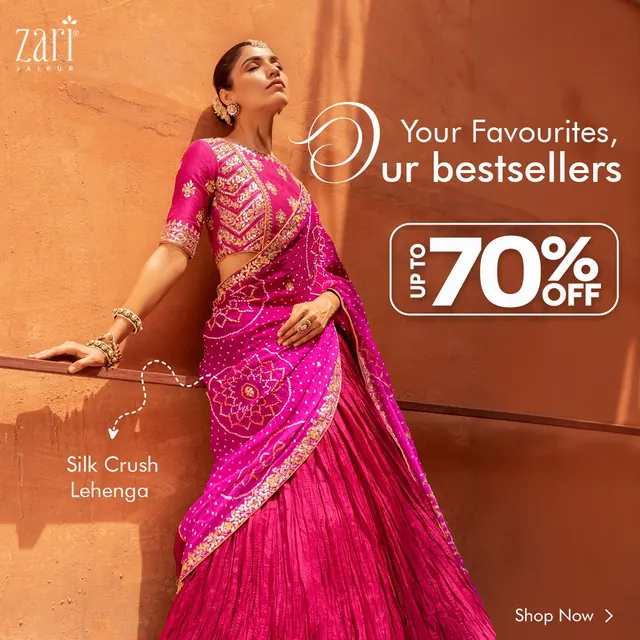 zari®
JAIPUR
Your Favourites,
Our bestsellers
UP TO
70%
OFF
Silk Crush
Lehenga
Shop Now >